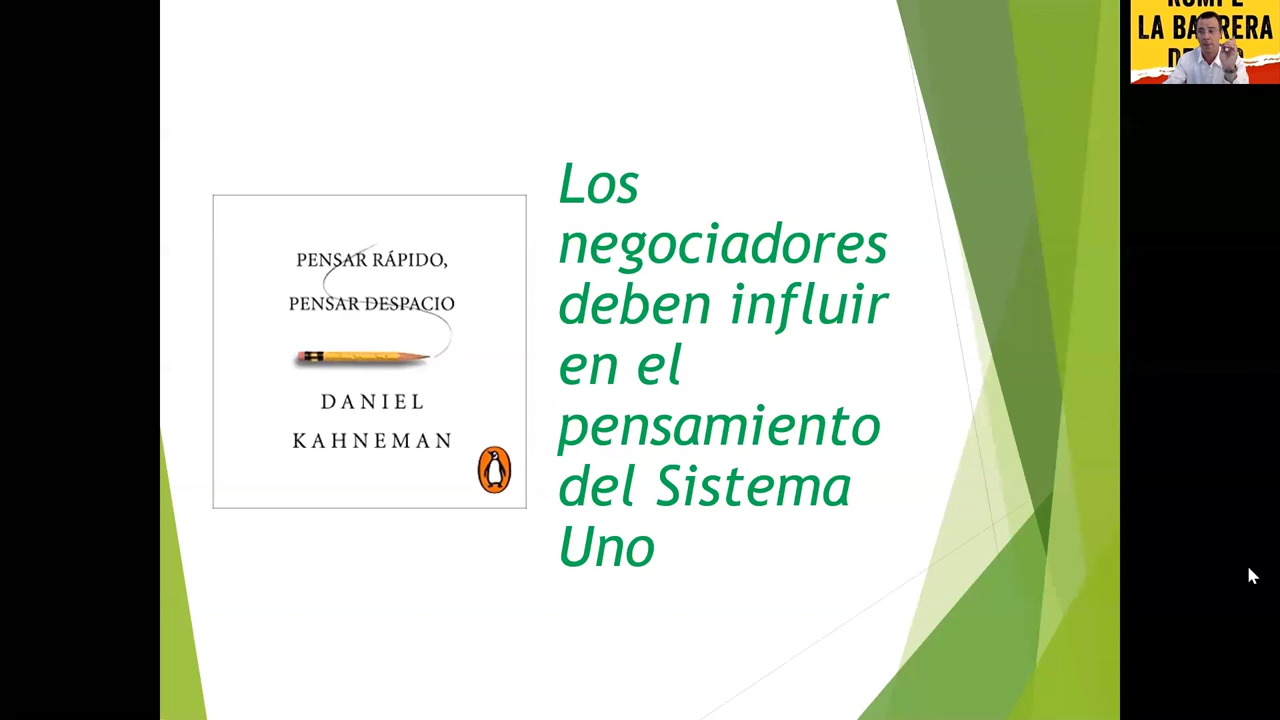 PENSAR RÁPIDO,
PENSAR DESPACIO
DANIEL
KAHNEMAN
Los
negociadores
deben influir
en el
pensamiento
del Sistema
Uno
LA BARRERA